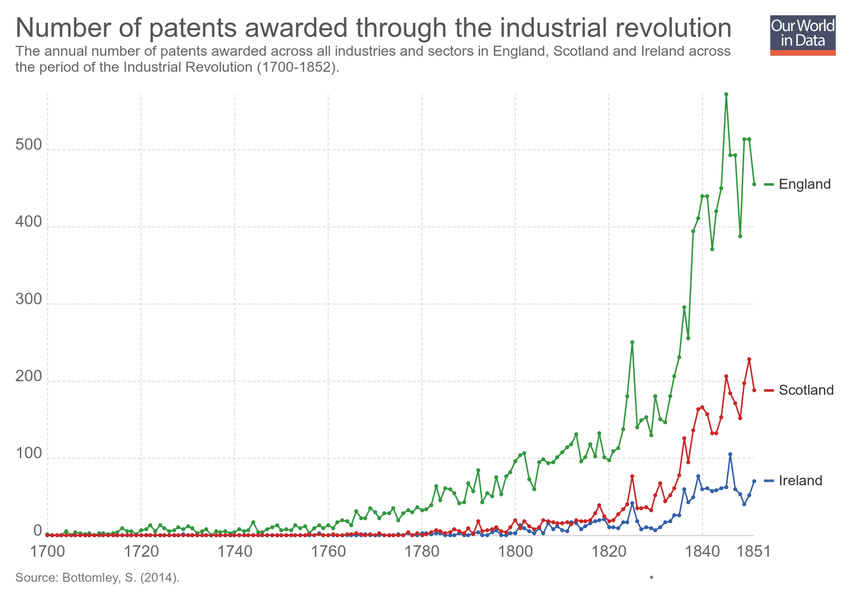 Number of patents awarded through the industrial revolution
Our World
in Data
The annual number of patents awarded across all industries and sectors in England, Scotland and Ireland across
the period of the Industrial Revolution (1700-1852).
500
400
300
200
100
0
England
Scotland
Ireland
1700 1720 1740 1760 1780 1800 1820 1840 1851
Source: Bottomley, S. (2014).